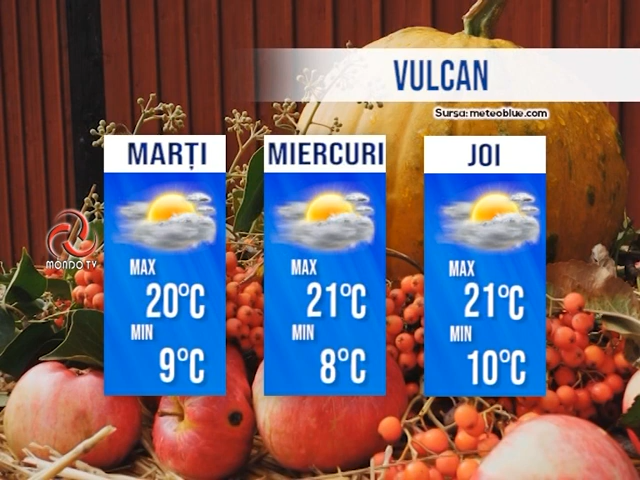 VULCAN
Sursa: meteoblue.com
MARȚI
MAX
20°C
MIN
9°C
MIERCURI
MAX
21°C
MIN
8°C
JOI
MAX
21°C
MIN
10°C
MONDO TV